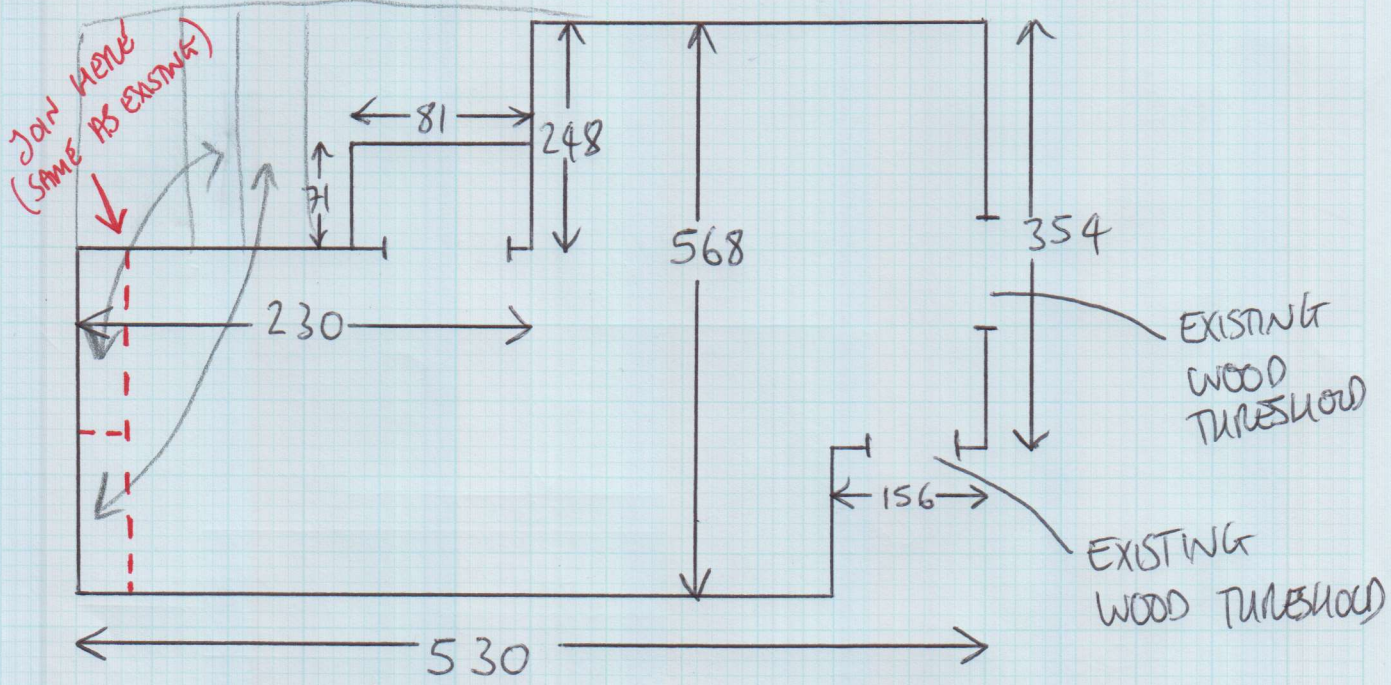 JOIN HERE
(SAME AS EXISTING)
81
248
71
568
354
230
EXISTING
WOOD
THRESHOLD
156
EXISTING
WOOD THRESHOLD
530